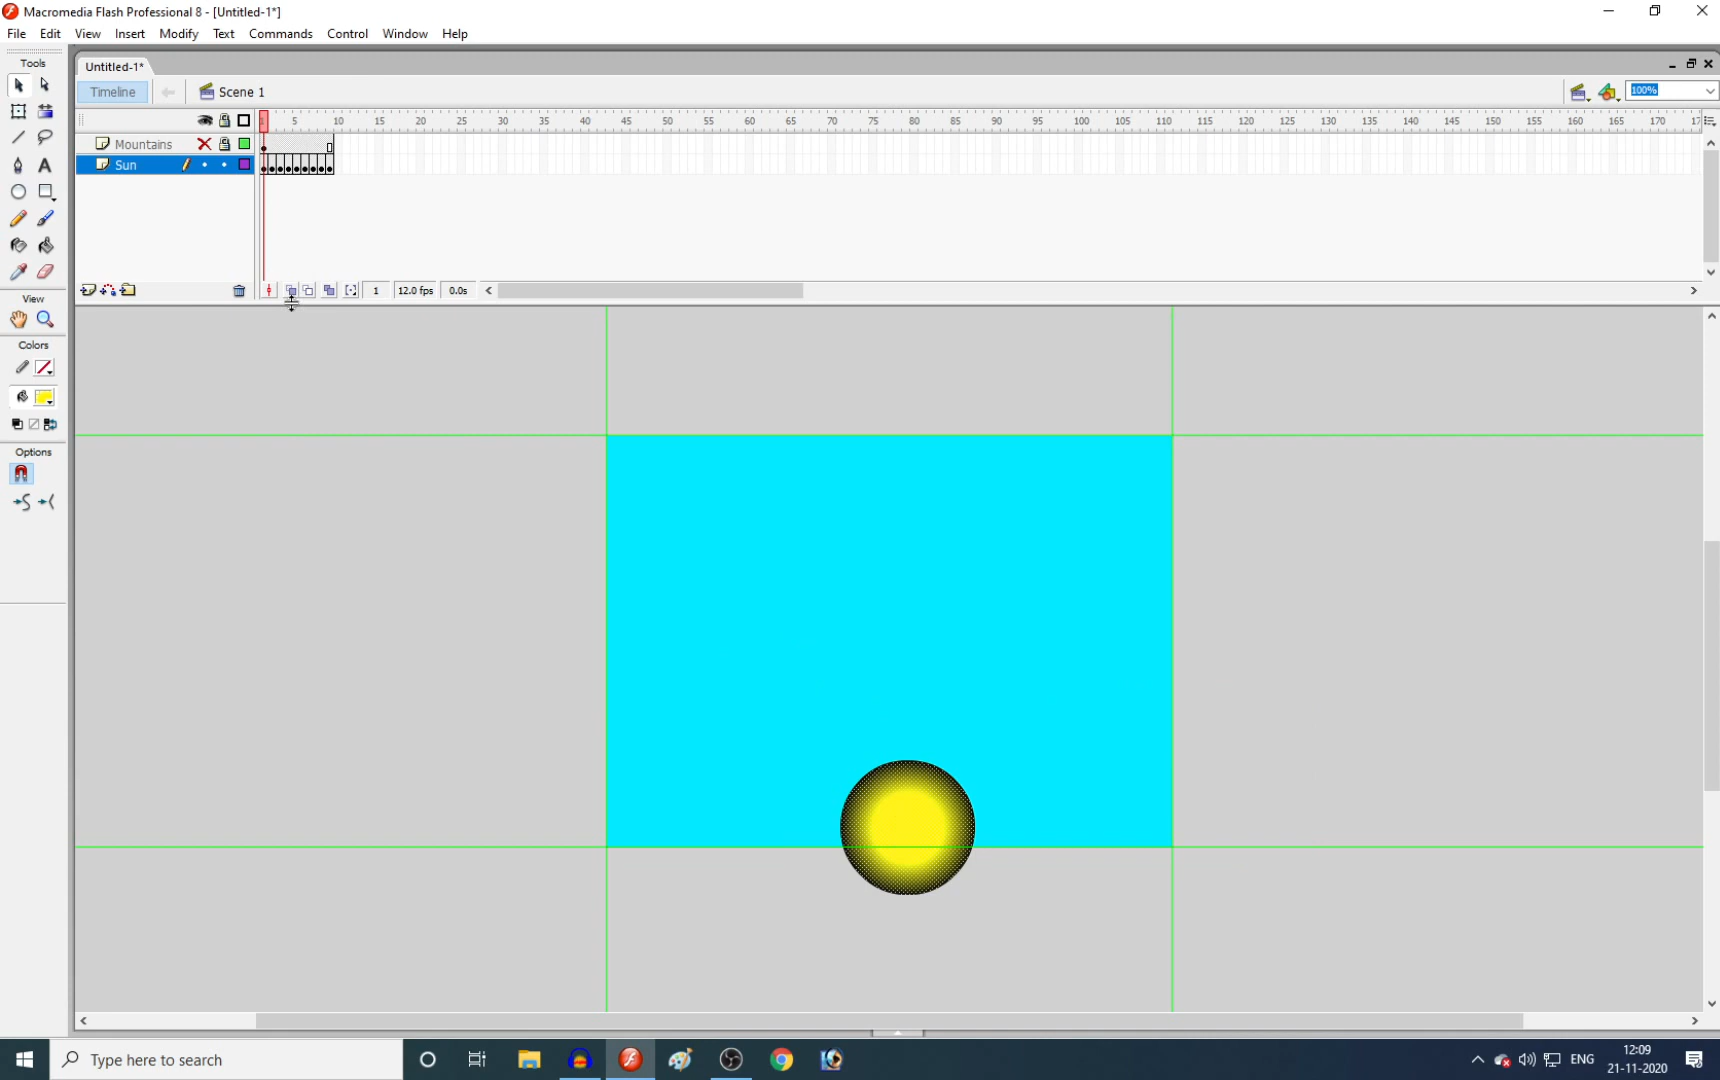 Macromedia Flash Professional 8 - [Untitled-1*]
File Edit View Insert Modify Text Commands Control Window Help
Tools
Untitled-1*
Timeline Scene 1 100%
1 5 10 15 20 25 30 35 40 45 50 55 60 65 70 75 80 85 90 95 100 105 110 115 120 125 130 135 140 145 150 155 160 165 170 17
Mountains
Sun
1 12.0 fps 0.0s
View
Colors
Options
Type here to search
ENG
12:09
21-11-2020